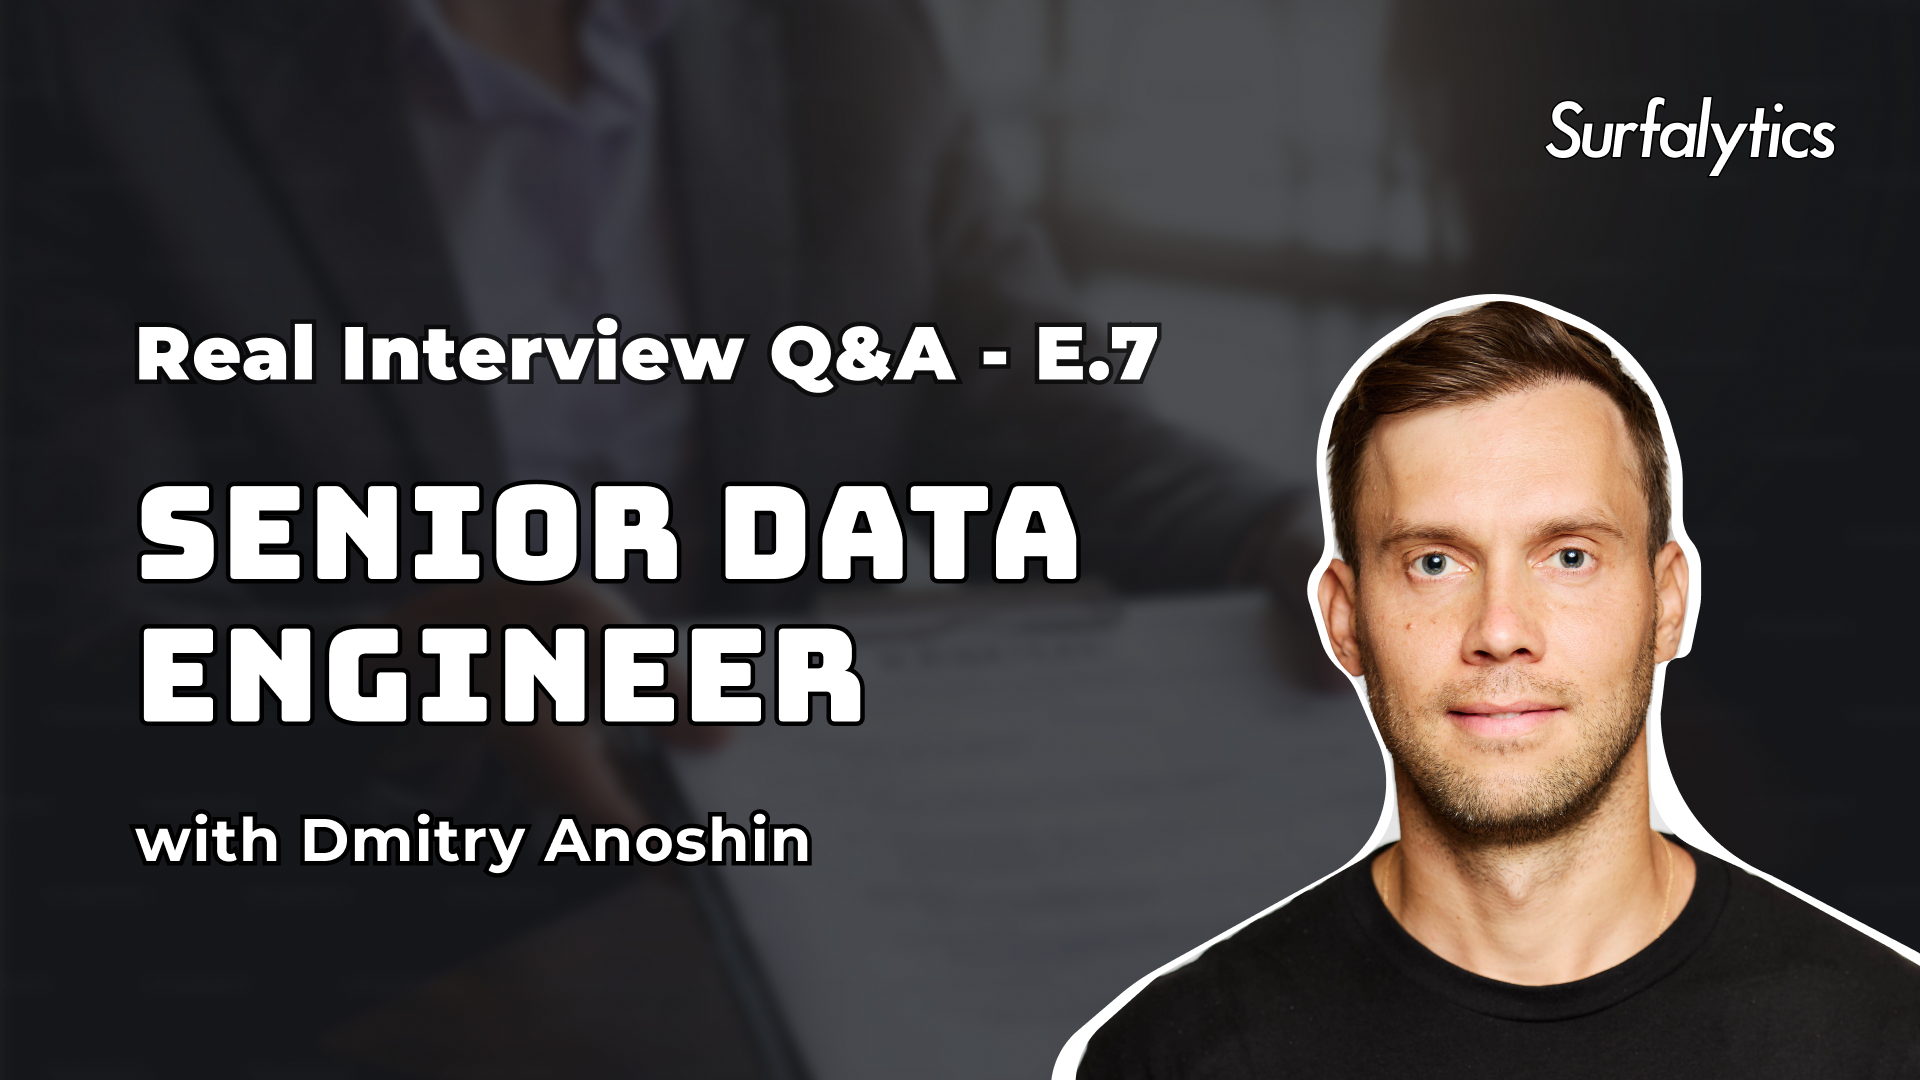 Surfalytics
Real Interview Q&A - E.7
SENIOR DATA
ENGINEER
with Dmitry Anoshin